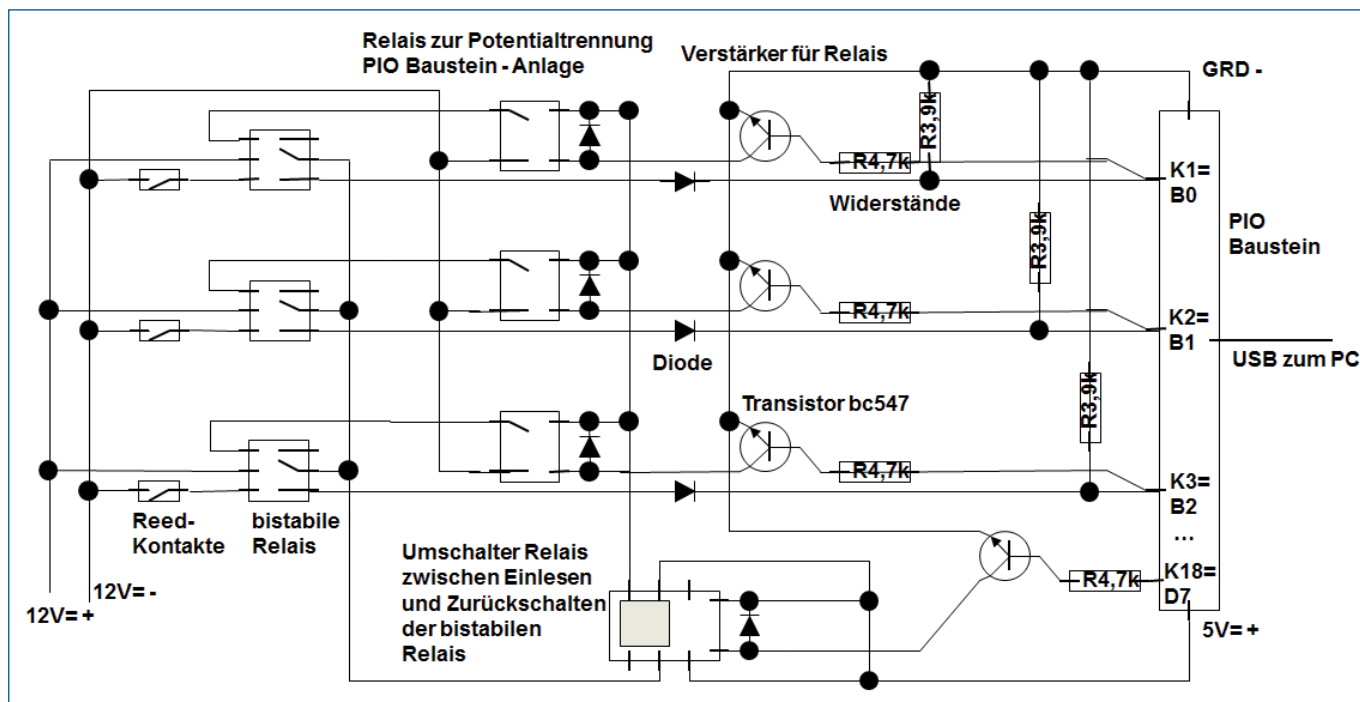 Relais zur Potentialtrennung
PIO Baustein - Anlage
Verstärker für Relais
GRD -
R3,9k
R4,7k
K1=
B0
Widerstände
PIO
Baustein
R3,9k
R4,7k
K2=
B1
USB zum PC
Diode
Transistor bc547
R3,9k
R4,7k
K3=
B2
...
Reed-
Kontakte
bistabile
Relais
Umschalter Relais
zwischen Einlesen
und Zurückschalten
der bistabilen
Relais
R4,7k
K18=
D7
12V= -
12V= +
5V= +